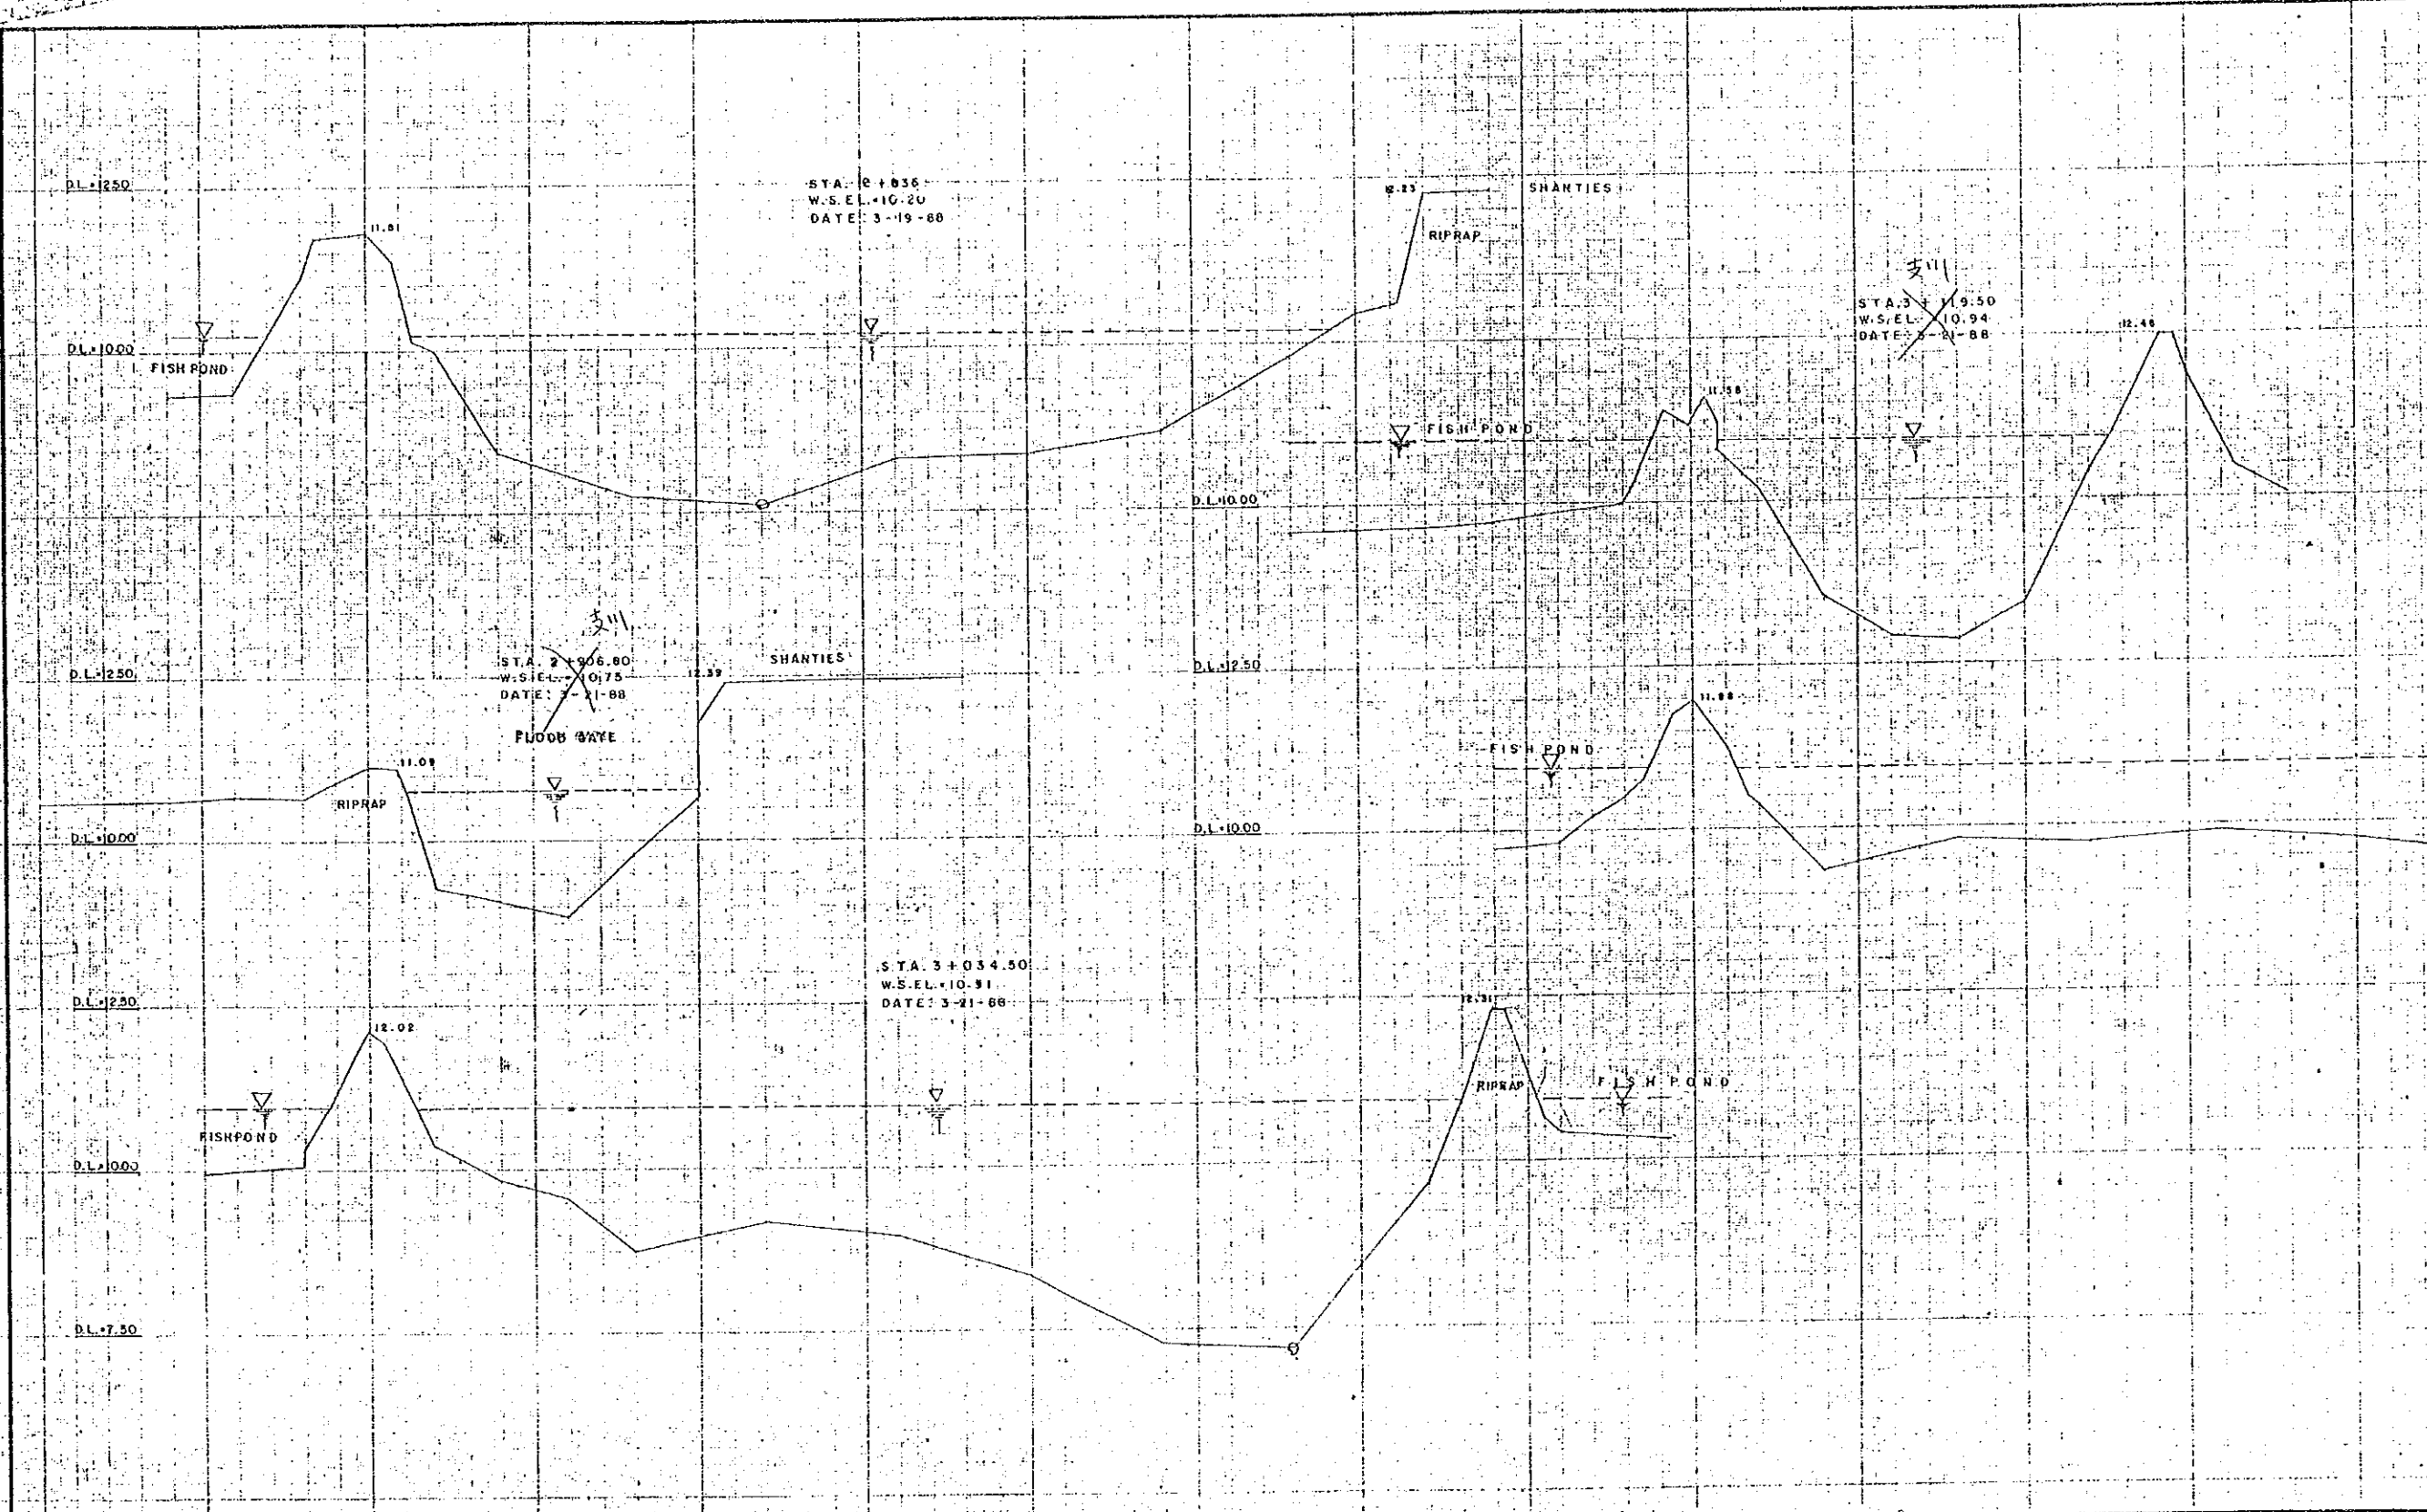 D.L.=12.50
11.81
STA. 2+836
W.S.EL.=10.20
DATE: 3-19-88
12.23
SHANTIES
RIPRAP
D.L.=10.00
FISH POND
支川
STA.3+119.50
W.S.EL.=10.94
DATE: 3-21-88
12.46
11.58
FISH POND
D.L.=10.00
支川
STA. 2+906.80
W.S.EL.=10.75
DATE: 3-21-88
FLOOD GATE
D.L.=12.50
12.39
SHANTIES
11.09
RIPRAP
D.L.=10.00
D.L.=12.50
11.98
FISH POND
D.L.=10.00
STA. 3+034.50
W.S.EL.=10.91
DATE: 3-21-88
D.L.=12.50
12.02
FISHPOND
D.L.=10.00
12.31
RIPRAP
FISH POND
D.L.=7.50